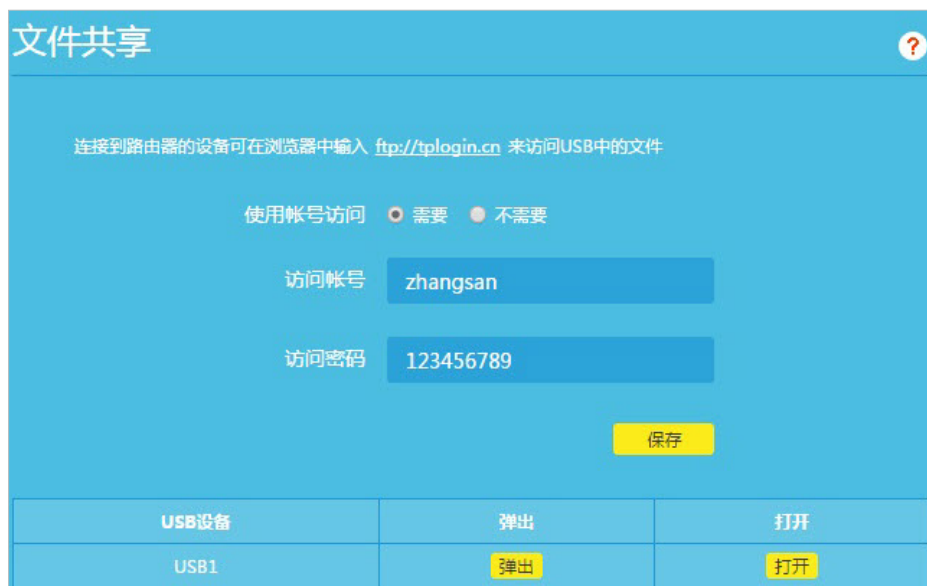 文件共享
?
连接到路由器的设备可在浏览器中输入 ftp://tplogin.cn 来访问USB中的文件
使用帐号访问 需要 不需要
访问帐号 zhangsan
访问密码 123456789
保存
USB设备 弹出 打开
USB1 弹出 打开